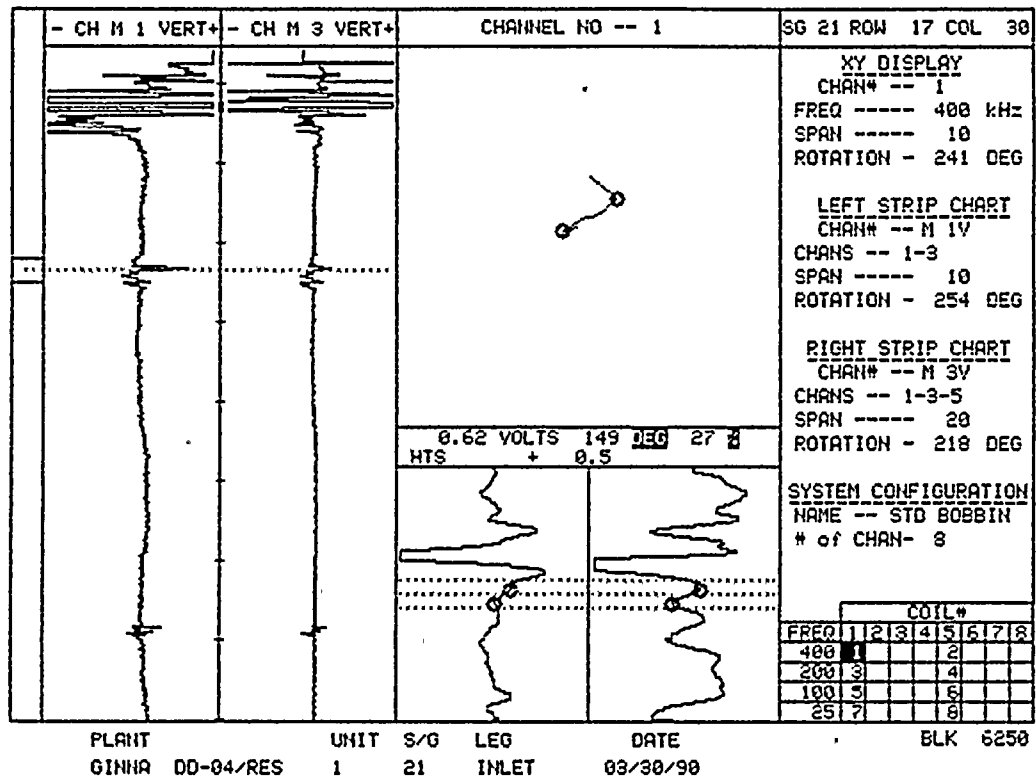 - CH M 1 VERT+
- CH M 3 VERT+
CHANNEL NO -- 1
SG 21 ROW 17 COL 30
XY DISPLAY
CHAN# -- 1
FREQ ----- 400 kHz
SPAN ----- 10
ROTATION - 241 DEG
LEFT STRIP CHART
CHAN# -- M 1V
CHANS -- 1-3
SPAN ----- 10
ROTATION - 254 DEG
RIGHT STRIP CHART
CHAN# -- M 3V
CHANS -- 1-3-5
SPAN ----- 20
ROTATION - 218 DEG
0.62 VOLTS 149 DEG 27 %
HTS + 0.5
SYSTEM CONFIGURATION
NAME -- STD BOBBIN
# of CHAN- 8
COIL#
FREQ 1 2 3 4 5 6 7 8
400 1 2
200 3 4
100 5 6
25 7 8
PLANT UNIT S/G LEG DATE BLK 6250
GINNA DD-04/RES 1 21 INLET 03/30/90